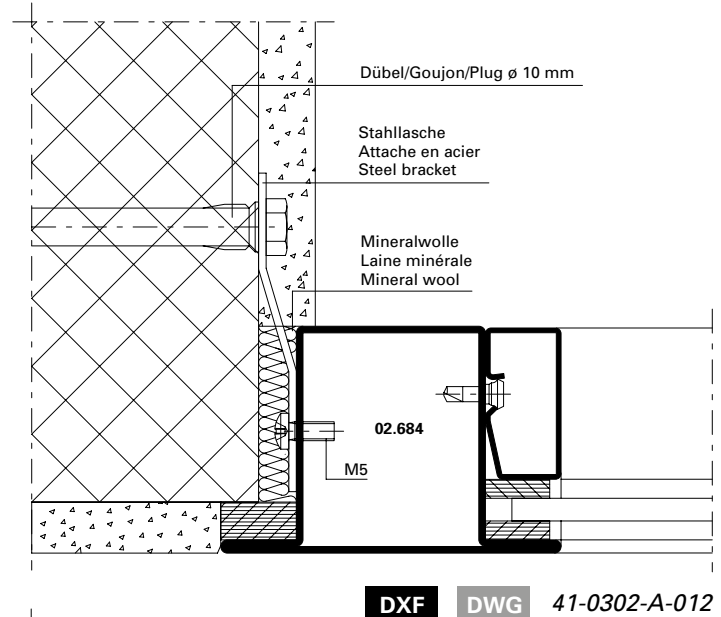 Dübel/Goujon/Plug ø 10 mm
Stahllasche
Attache en acier
Steel bracket
Mineralwolle
Laine minérale
Mineral wool
02.684
M5
DXF DWG 41-0302-A-012